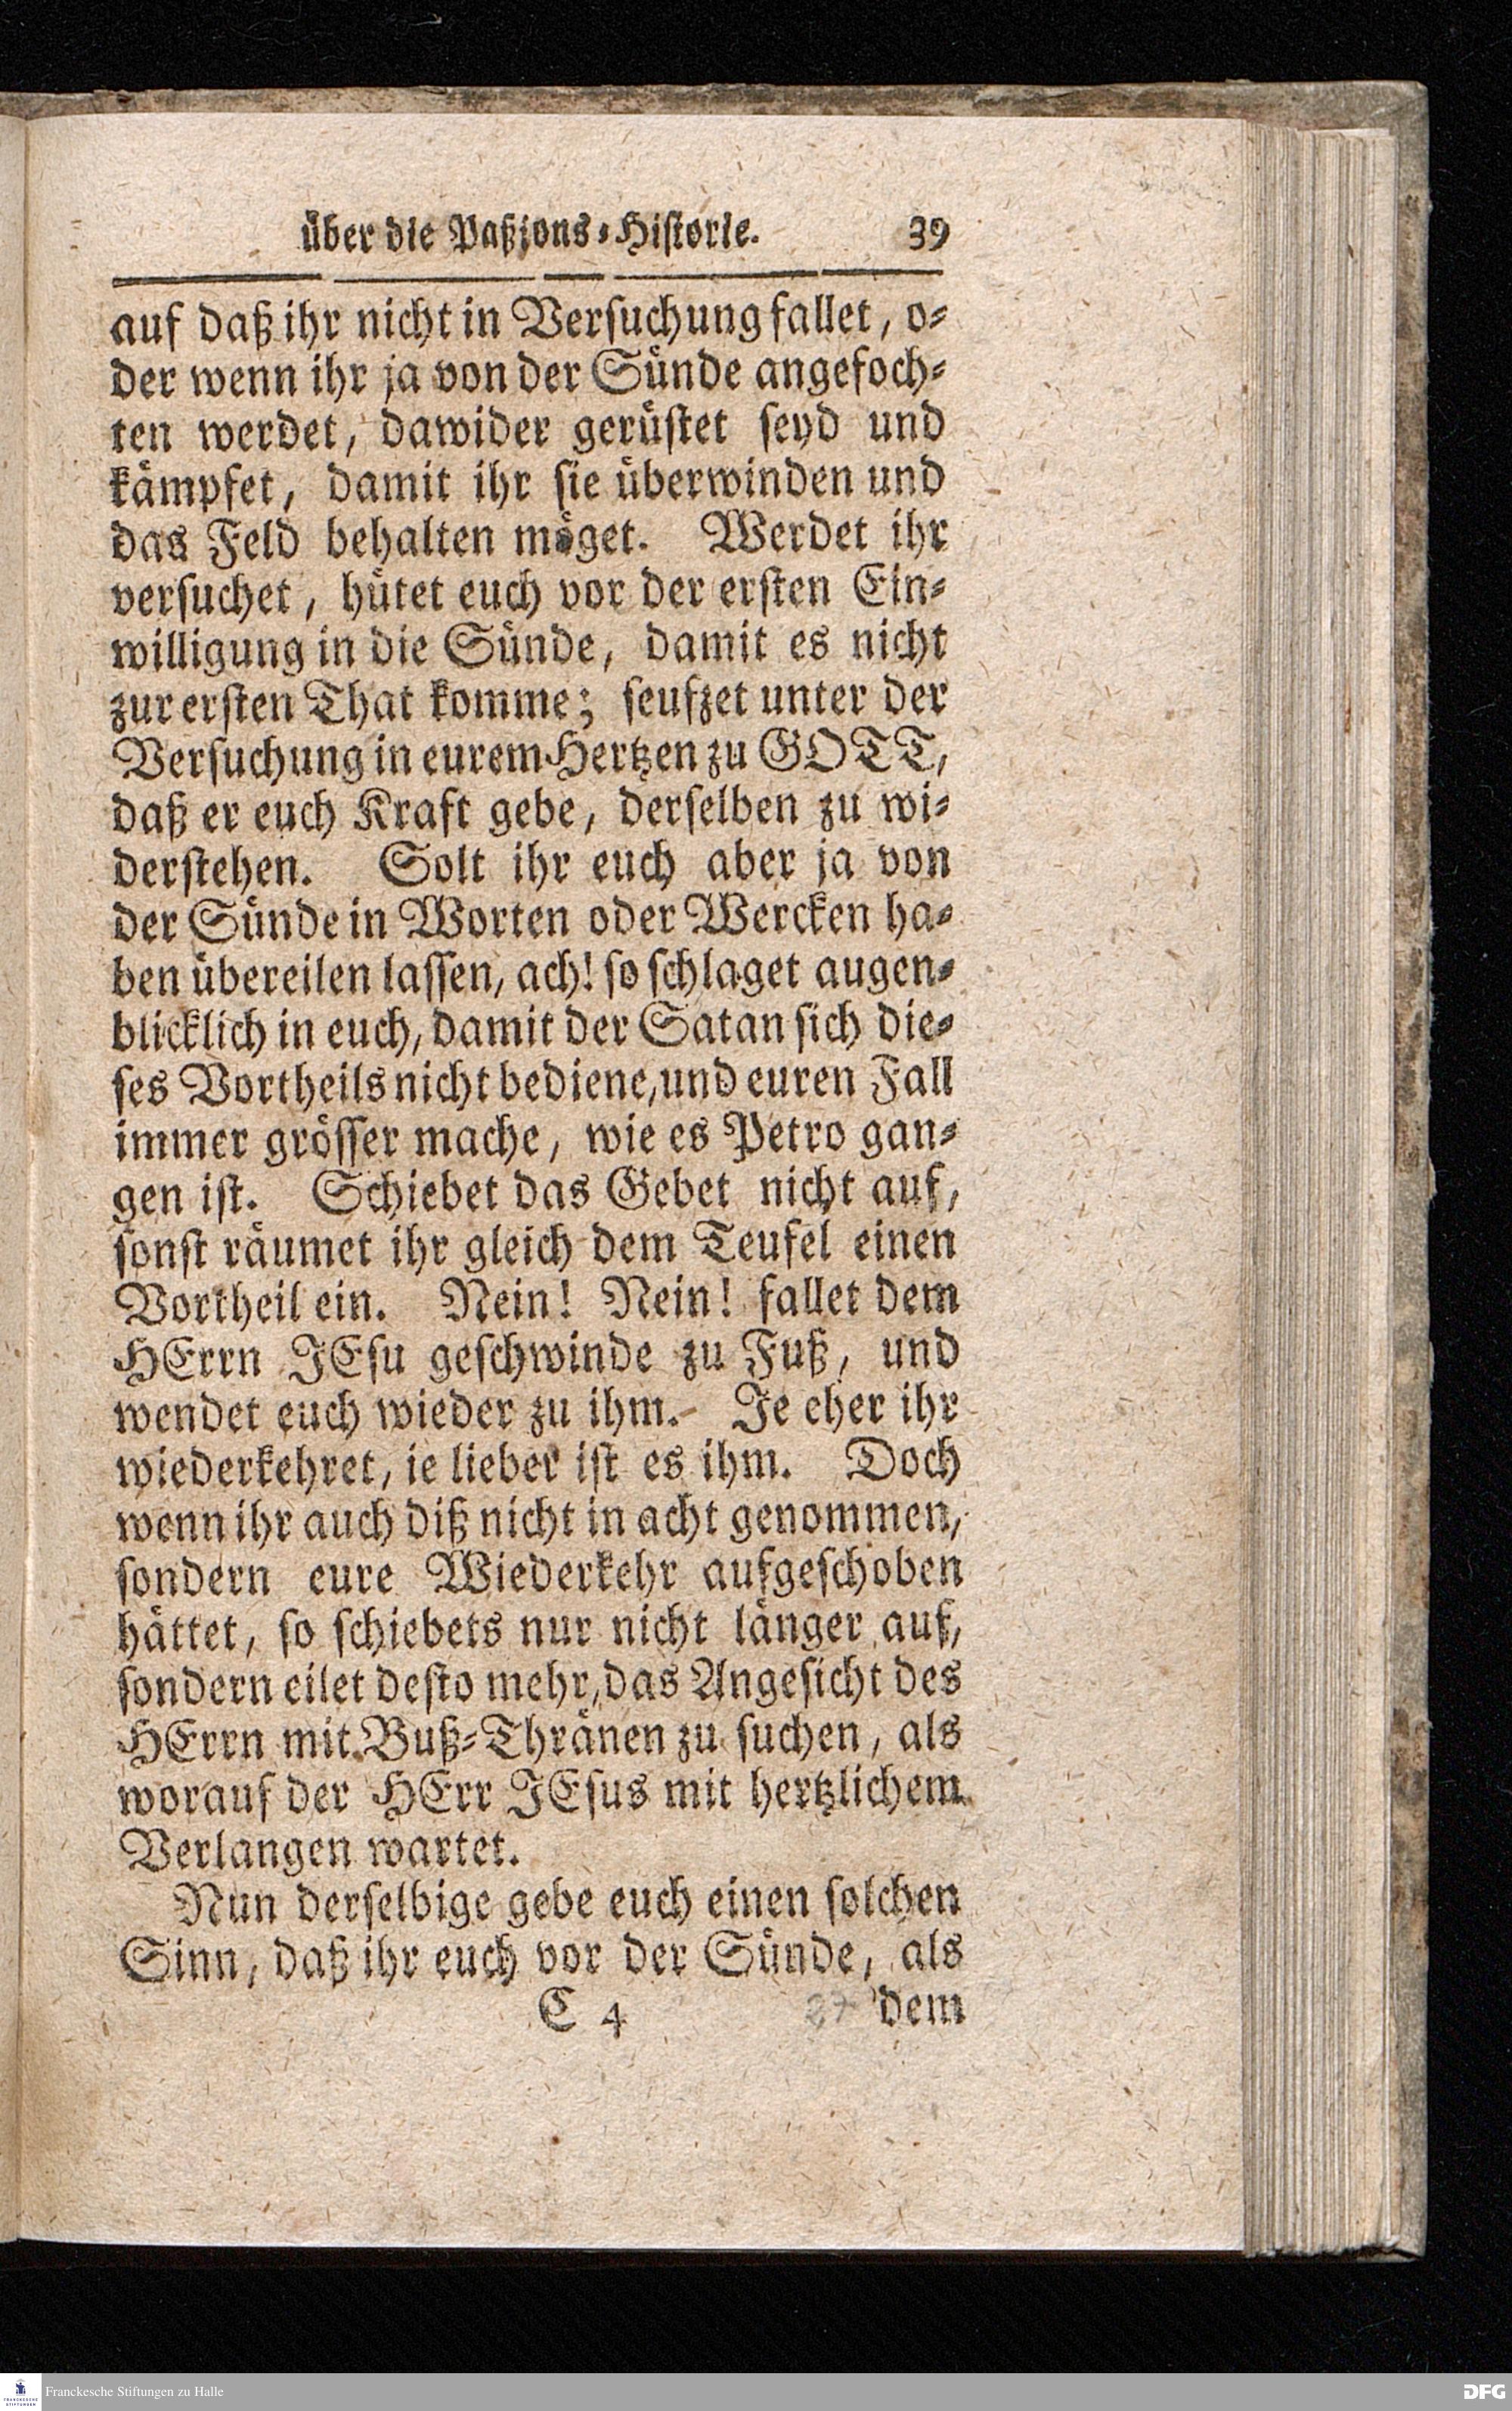 über die Paßions-Historie. 39
auf daß ihr nicht in Versuchung fallet, o-
der wenn ihr ja von der Sünde angefoch-
ten werdet, dawider gerüstet seyd und
kämpfet, damit ihr sie überwinden und
das Feld behalten möget. Werdet ihr
versuchet, hütet euch vor der ersten Ein-
willigung in die Sünde, damit es nicht
zur ersten That komme; seufzet unter der
Versuchung in eurem Hertzen zu GOTT,
daß er euch Kraft gebe, derselben zu wi-
derstehen. Solt ihr euch aber ja von
der Sünde in Worten oder Wercken ha-
ben übereilen lassen, ach! so schlaget augen-
blicklich in euch, damit der Satan sich die-
ses Vortheils nicht bediene, und euren Fall
immer grösser mache, wie es Petro gan-
gen ist. Schiebet das Gebet nicht auf,
sonst räumet ihr gleich dem Teufel einen
Vortheil ein. Nein! Nein! fallet dem
HErrn JEsu geschwinde zu Fuß, und
wendet euch wieder zu ihm. Je eher ihr
wiederkehret, ie lieber ist es ihm. Doch
wenn ihr auch diß nicht in acht genommen,
sondern eure Wiederkehr aufgeschoben
hättet, so schiebets nur nicht länger auf,
sondern eilet desto mehr, das Angesicht des
HErrn mit Buß-Thränen zu suchen, als
worauf der HErr JEsus mit hertzlichem
Verlangen wartet.
Nun derselbige gebe euch einen solchen
Sinn, daß ihr euch vor der Sünde, als
C 4 27 dem
FRANCKESCHE STIFTUNGEN Franckesche Stiftungen zu Halle DFG